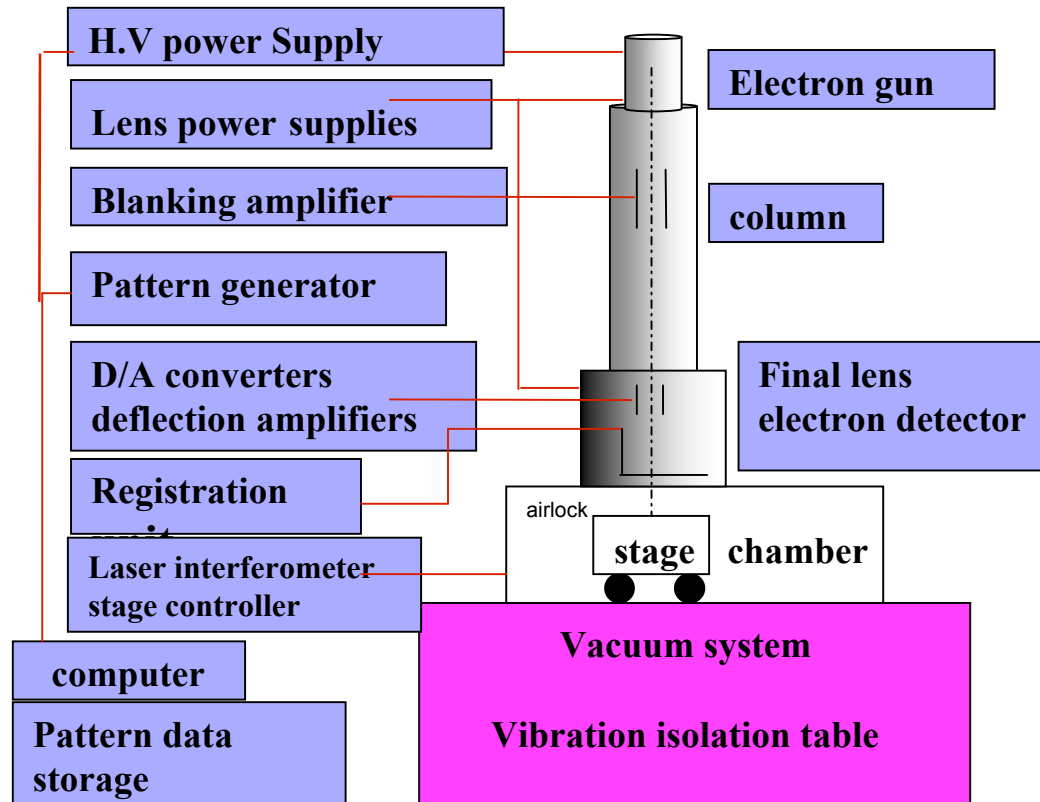 H.V power Supply
Lens power supplies
Blanking amplifier
Pattern generator
D/A converters
deflection amplifiers
Registration
Laser interferometer
stage controller
computer
Pattern data
storage
Electron gun
column
Final lens
electron detector
airlock
stage
chamber
Vacuum system
Vibration isolation table